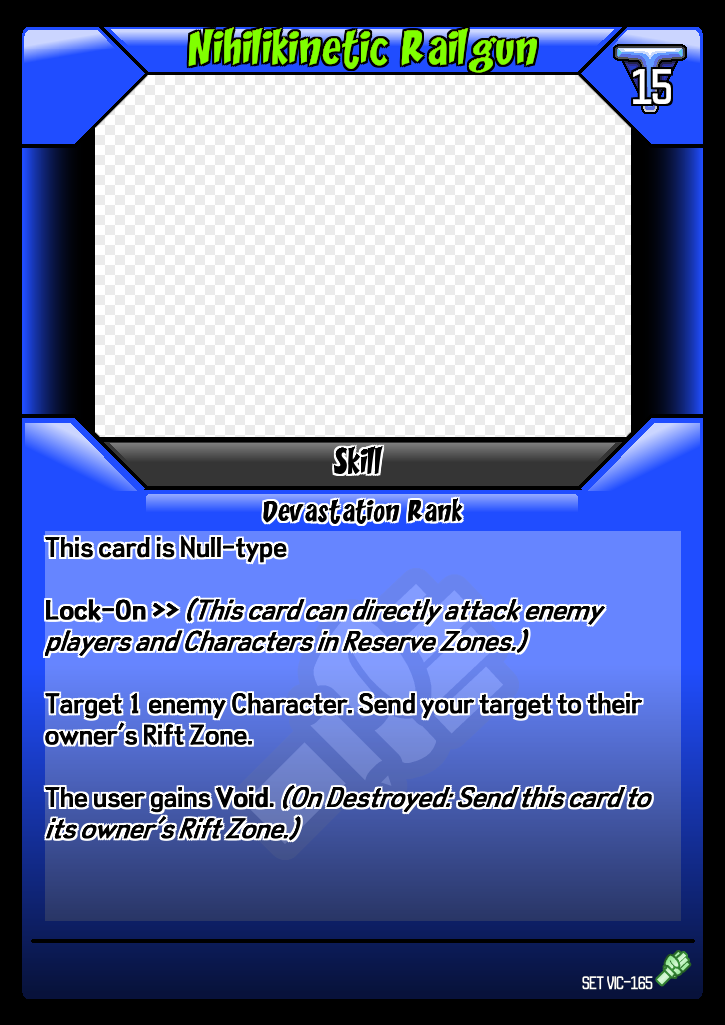 Nihilikinetic Railgun
15
Skill
Devastation Rank
This card is Null-type
Lock-On >> (This card can directly attack enemy
players and Characters in Reserve Zones.)
Target 1 enemy Character. Send your target to their
owner's Rift Zone.
The user gains Void. (On Destroyed: Send this card to
its owner's Rift Zone.)
SET VIC-165